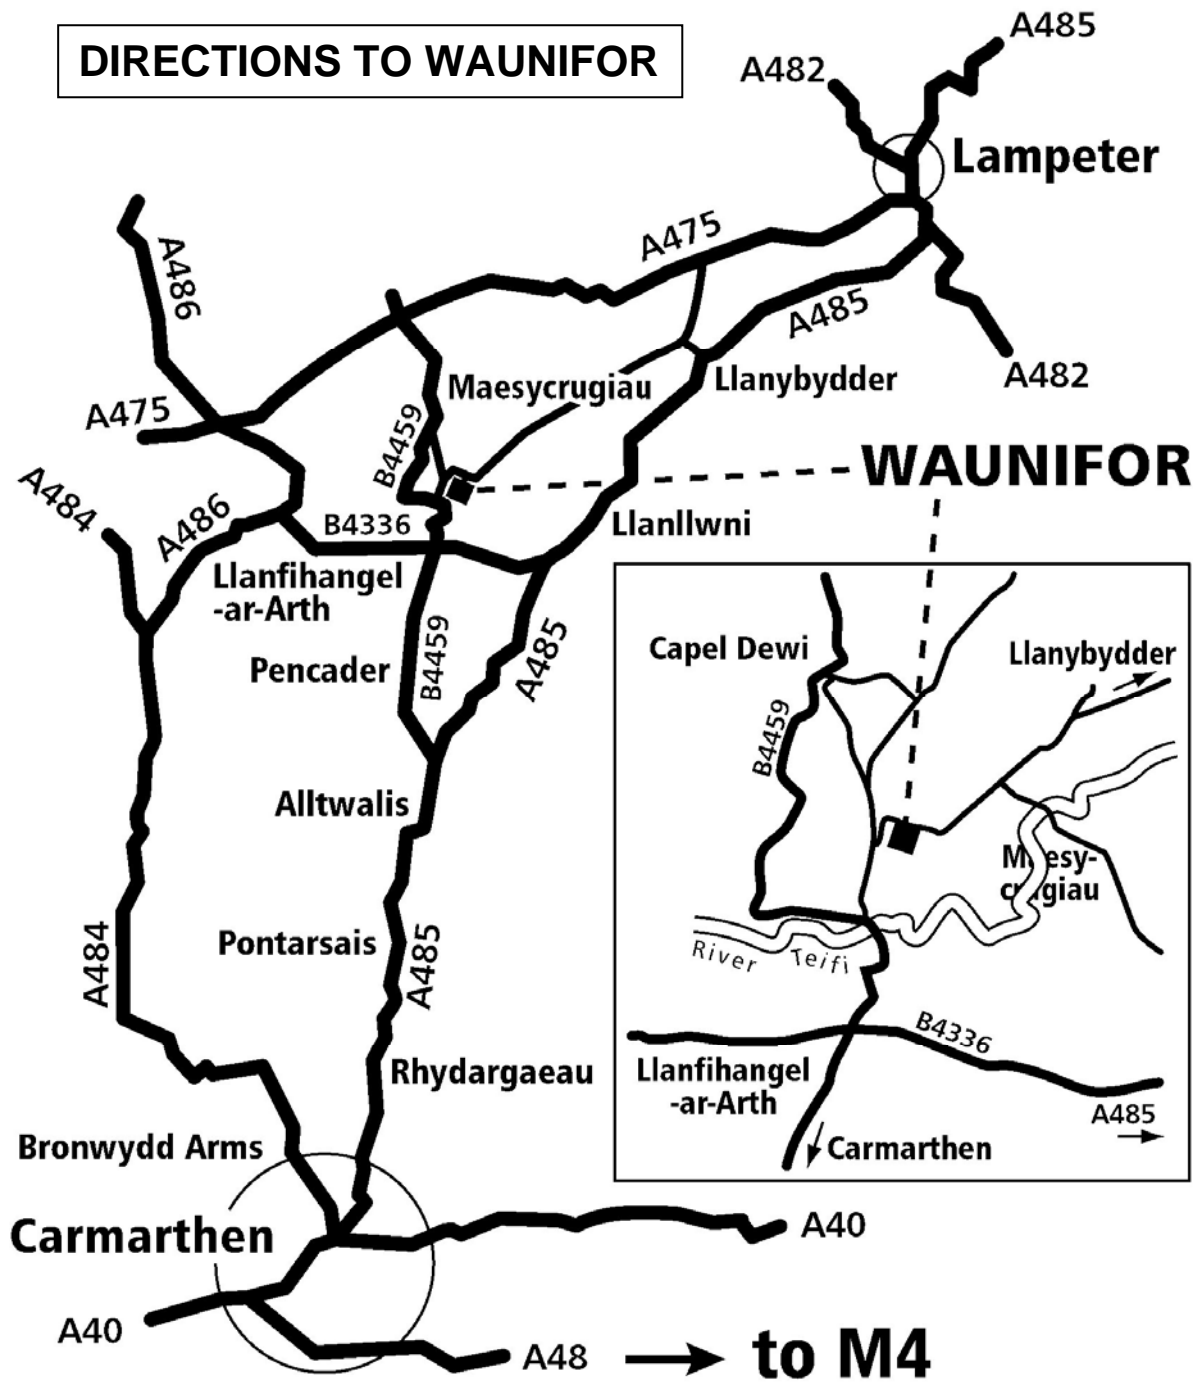 DIRECTIONS TO WAUNIFOR
A485
A482
Lampeter
A475
A486
A485
A482
Maesycrugiau
Llanybydder
A475
B4459
WAUNIFOR
A484
A486
B4336
Llanllwni
Llanfihangel
-ar-Arth
Pencader
B4459
A485
Alltwalis
Pontarsais
A484
A485
Rhydargaeau
Bronwydd Arms
Carmarthen
A40
A40
A48
to M4
Capel Dewi
Llanybydder
B4459
Maesy-
crugiau
River Teifi
B4336
Llanfihangel
-ar-Arth
A485
Carmarthen